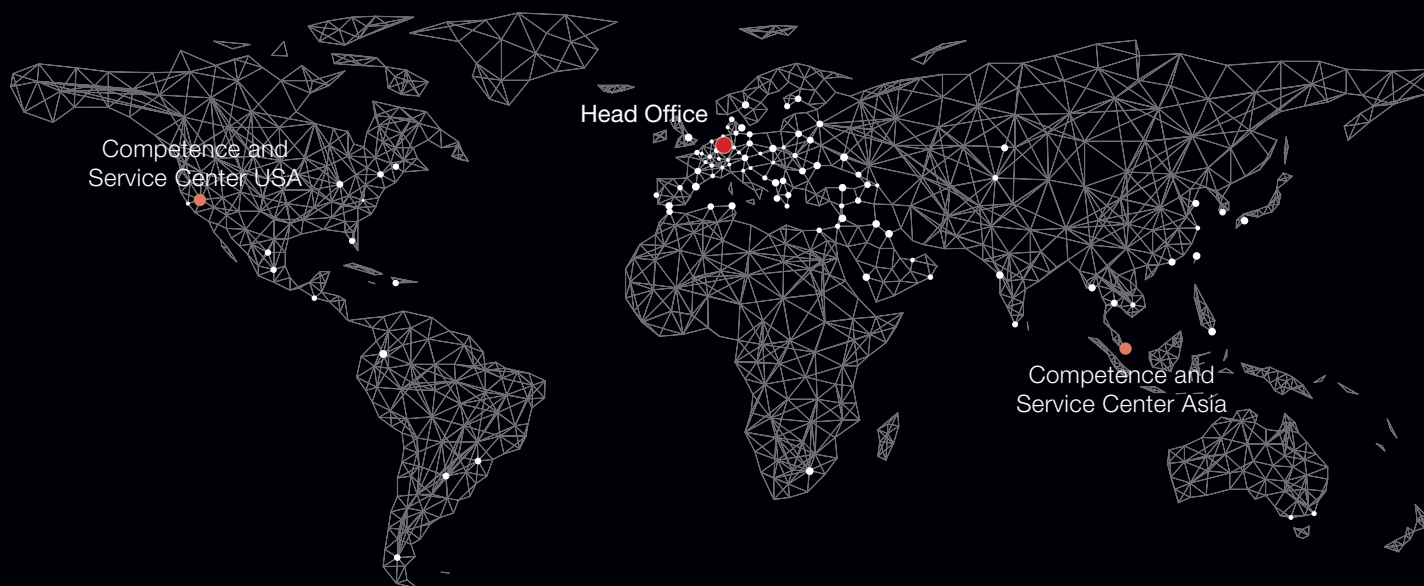 Head Office
Competence and
Service Center USA
Competence and
Service Center Asia